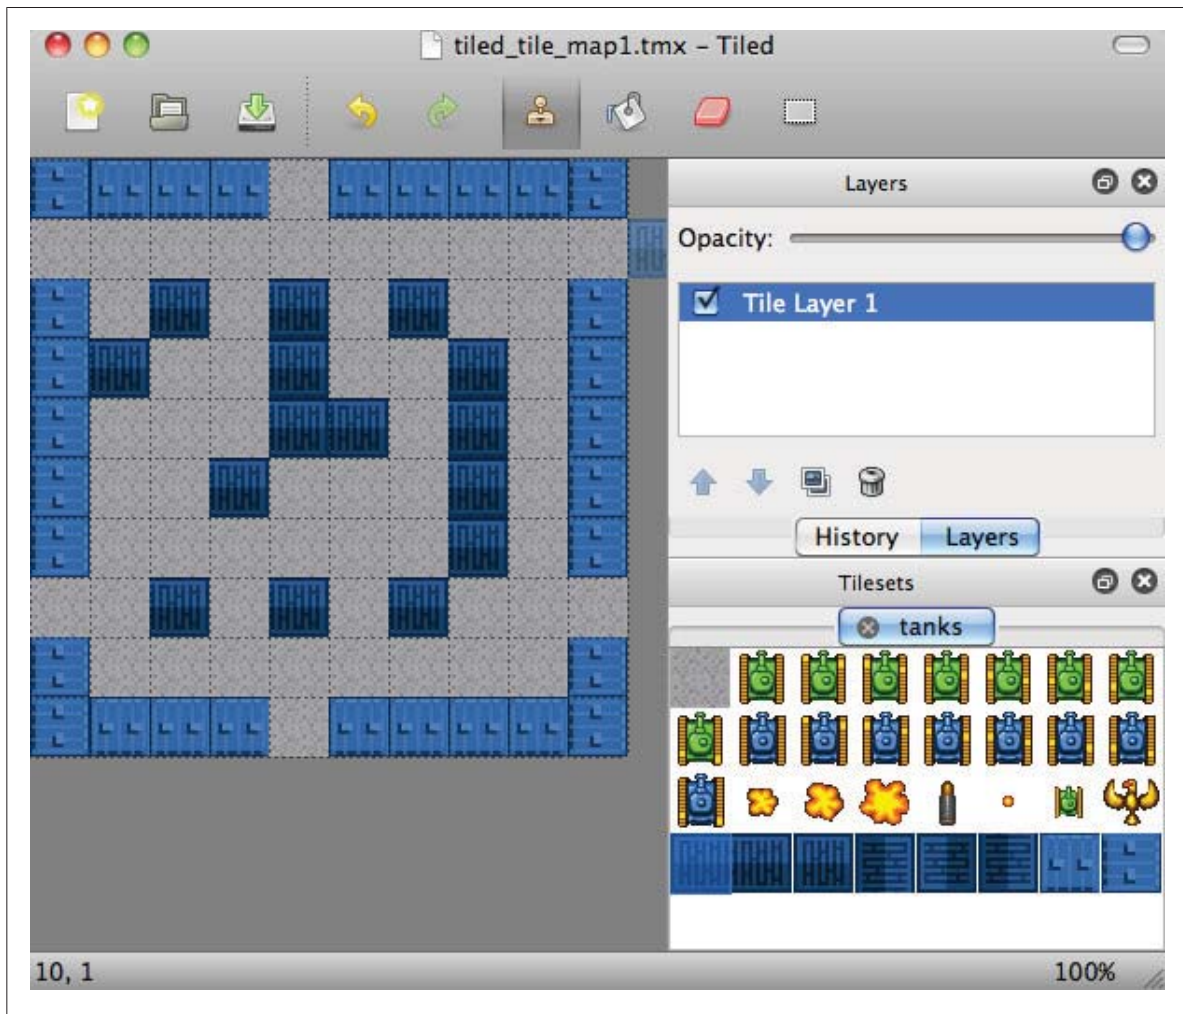 tiled_tile_map1.tmx – Tiled
Layers
Opacity:
Tile Layer 1
History Layers
Tilesets
tanks
10, 1 100%